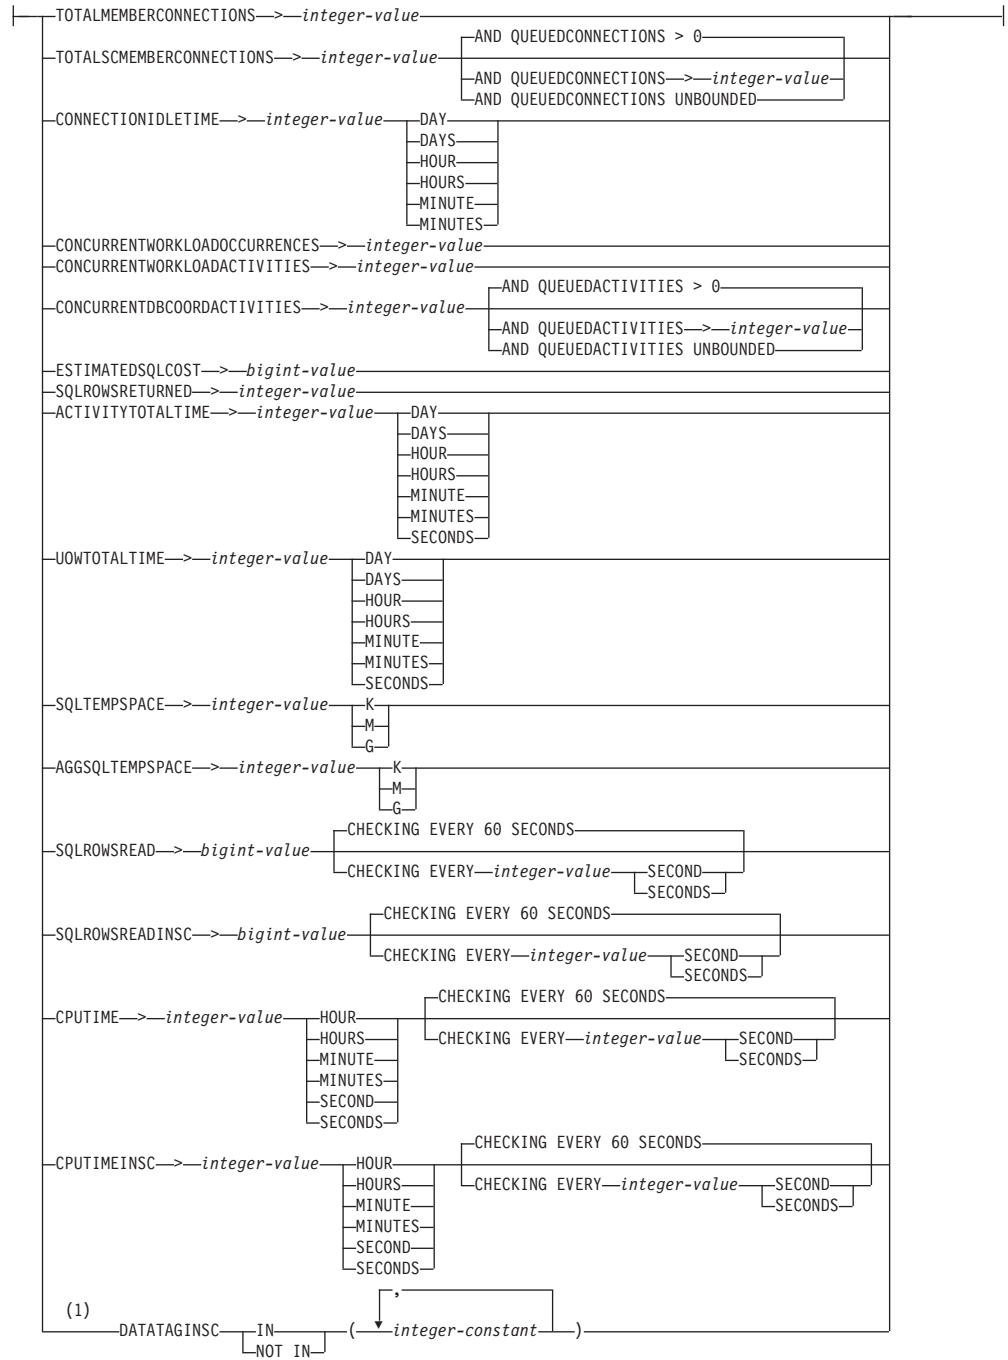 TOTALMEMBERCONNECTIONS > integer-value
AND QUEUEDCONNECTIONS > 0
TOTALSCMEMBERCONNECTIONS > integer-value
AND QUEUEDCONNECTIONS > integer-value
AND QUEUEDCONNECTIONS UNBOUNDED
CONNECTIONIDLETIME > integer-value DAY
DAYS
HOUR
HOURS
MINUTE
MINUTES
CONCURRENTWORKLOADOCCURRENCES > integer-value
CONCURRENTWORKLOADACTIVITIES > integer-value
AND QUEUEDACTIVITIES > 0
CONCURRENTDBCOORDACTIVITIES > integer-value
AND QUEUEDACTIVITIES > integer-value
AND QUEUEDACTIVITIES UNBOUNDED
ESTIMATEDSQLCOST > bigint-value
SQLROWSRETURNED > integer-value
ACTIVITYTOTALTIME > integer-value DAY
DAYS
HOUR
HOURS
MINUTE
MINUTES
SECONDS
UOWTOTALTIME > integer-value DAY
DAYS
HOUR
HOURS
MINUTE
MINUTES
SECONDS
SQLTEMPSPACE > integer-value K
M
G
AGGSQLTEMPSPACE > integer-value K
M
G
CHECKING EVERY 60 SECONDS
SQLROWSREAD > bigint-value
CHECKING EVERY integer-value SECOND
SECONDS
CHECKING EVERY 60 SECONDS
SQLROWSREADINSC > bigint-value
CHECKING EVERY integer-value SECOND
SECONDS
CHECKING EVERY 60 SECONDS
CPUTIME > integer-value HOUR
HOURS CHECKING EVERY integer-value SECOND
MINUTE SECONDS
MINUTES
SECOND
SECONDS
CHECKING EVERY 60 SECONDS
CPUTIMEINSC > integer-value HOUR
HOURS CHECKING EVERY integer-value SECOND
MINUTE SECONDS
MINUTES
SECOND
SECONDS
(1) ,
DATATAGINSC IN ( integer-constant )
NOT IN